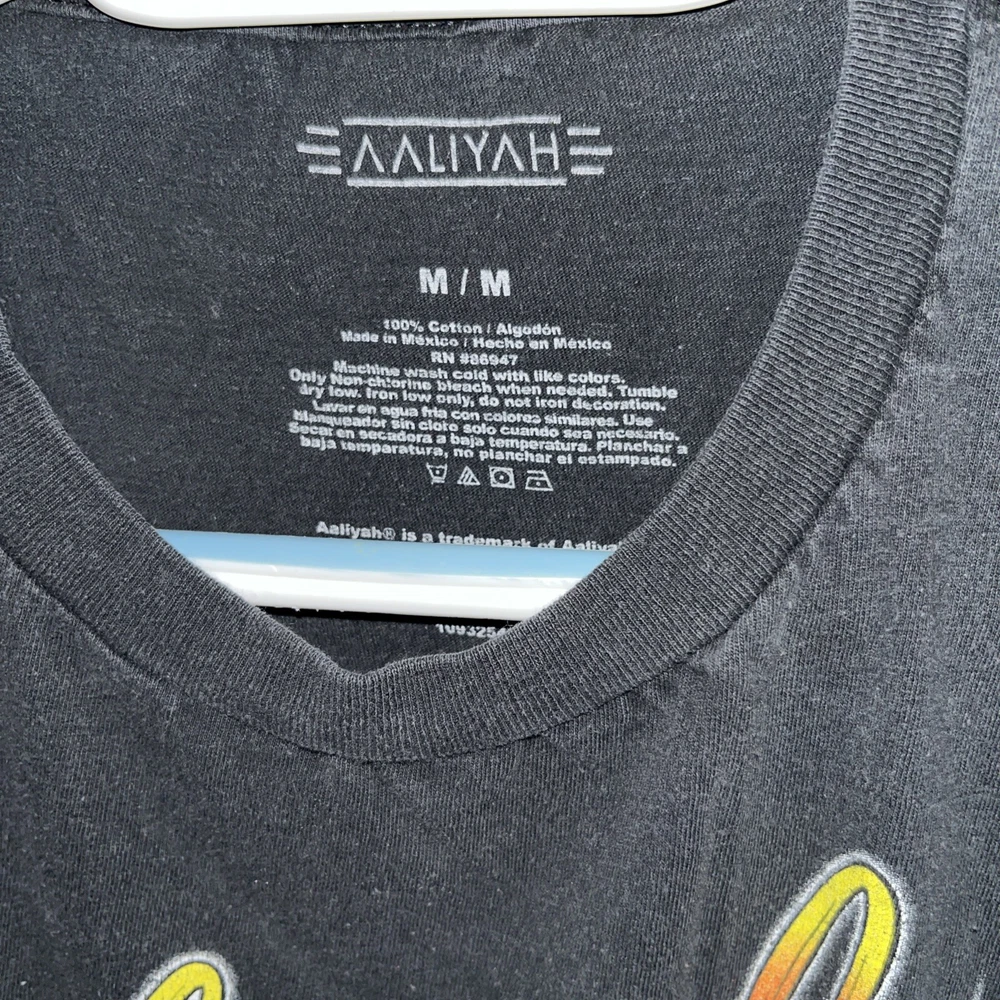 AALIYAH
M / M
100% Cotton / Algodón
Made in México / Hecho en México
RN #86947
Machine wash cold with like colors.
Only Non-chlorine bleach when needed. Tumble
dry low. Iron low only, do not iron decoration.
Lavar en agua fria con colores similares. Use
blanqueador sin cloro solo cuando sea necesario.
Secar en secadora a baja temperatura. Planchar a
baja temparatura, no planchar el estampado.
Aaliyah® is a trademark of